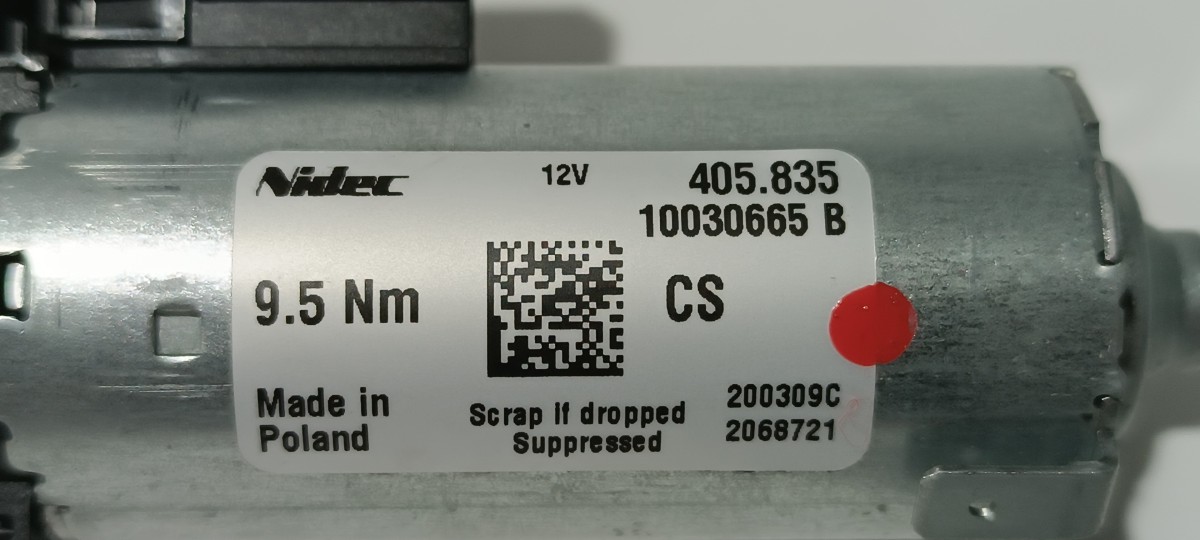 Nidec
12V
405.835
10030665 B
9.5 Nm
CS
Made in
Poland
Scrap if dropped
Suppressed
200309C
2068721